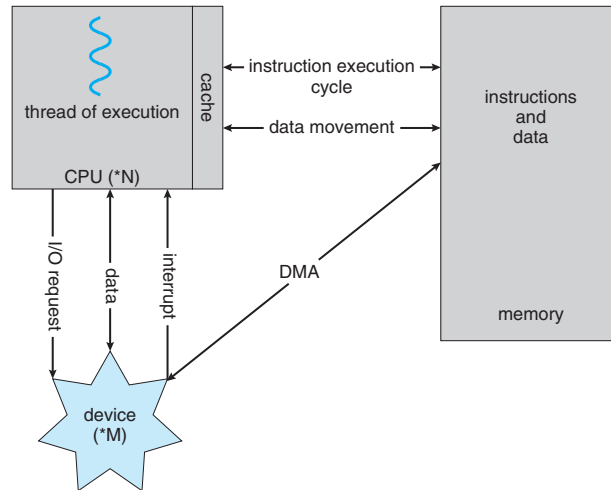 thread of execution
cache
CPU (*N)
instruction execution
cycle
data movement
instructions
and
data
memory
I/O request
data
interrupt
DMA
device
(*M)